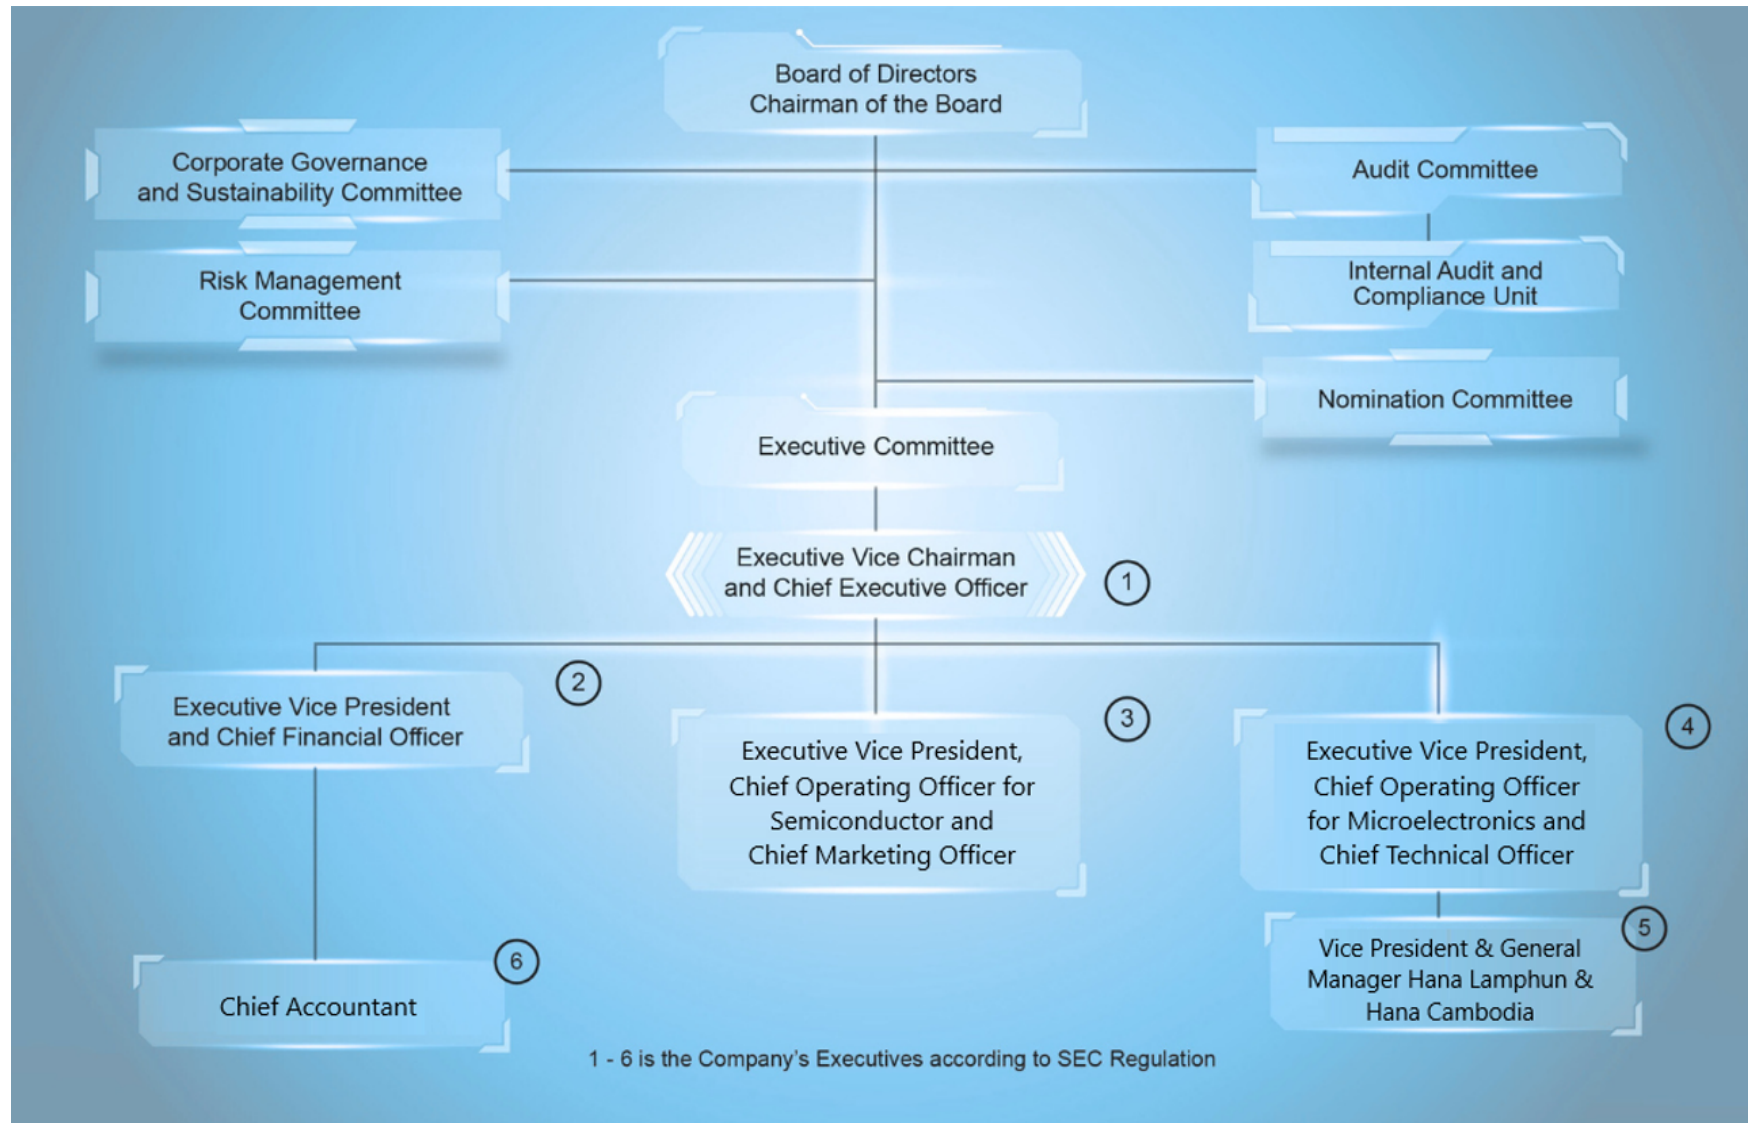 Board of Directors
Chairman of the Board
Corporate Governance
and Sustainability Committee
Audit Committee
Risk Management
Committee
Internal Audit and
Compliance Unit
Nomination Committee
Executive Committee
Executive Vice Chairman
and Chief Executive Officer
1
Executive Vice President
and Chief Financial Officer
2
Executive Vice President,
Chief Operating Officer for
Semiconductor and
Chief Marketing Officer
3
Executive Vice President,
Chief Operating Officer
for Microelectronics and
Chief Technical Officer
4
Vice President & General
Manager Hana Lamphun &
Hana Cambodia
5
Chief Accountant
6
1 - 6 is the Company's Executives according to SEC Regulation